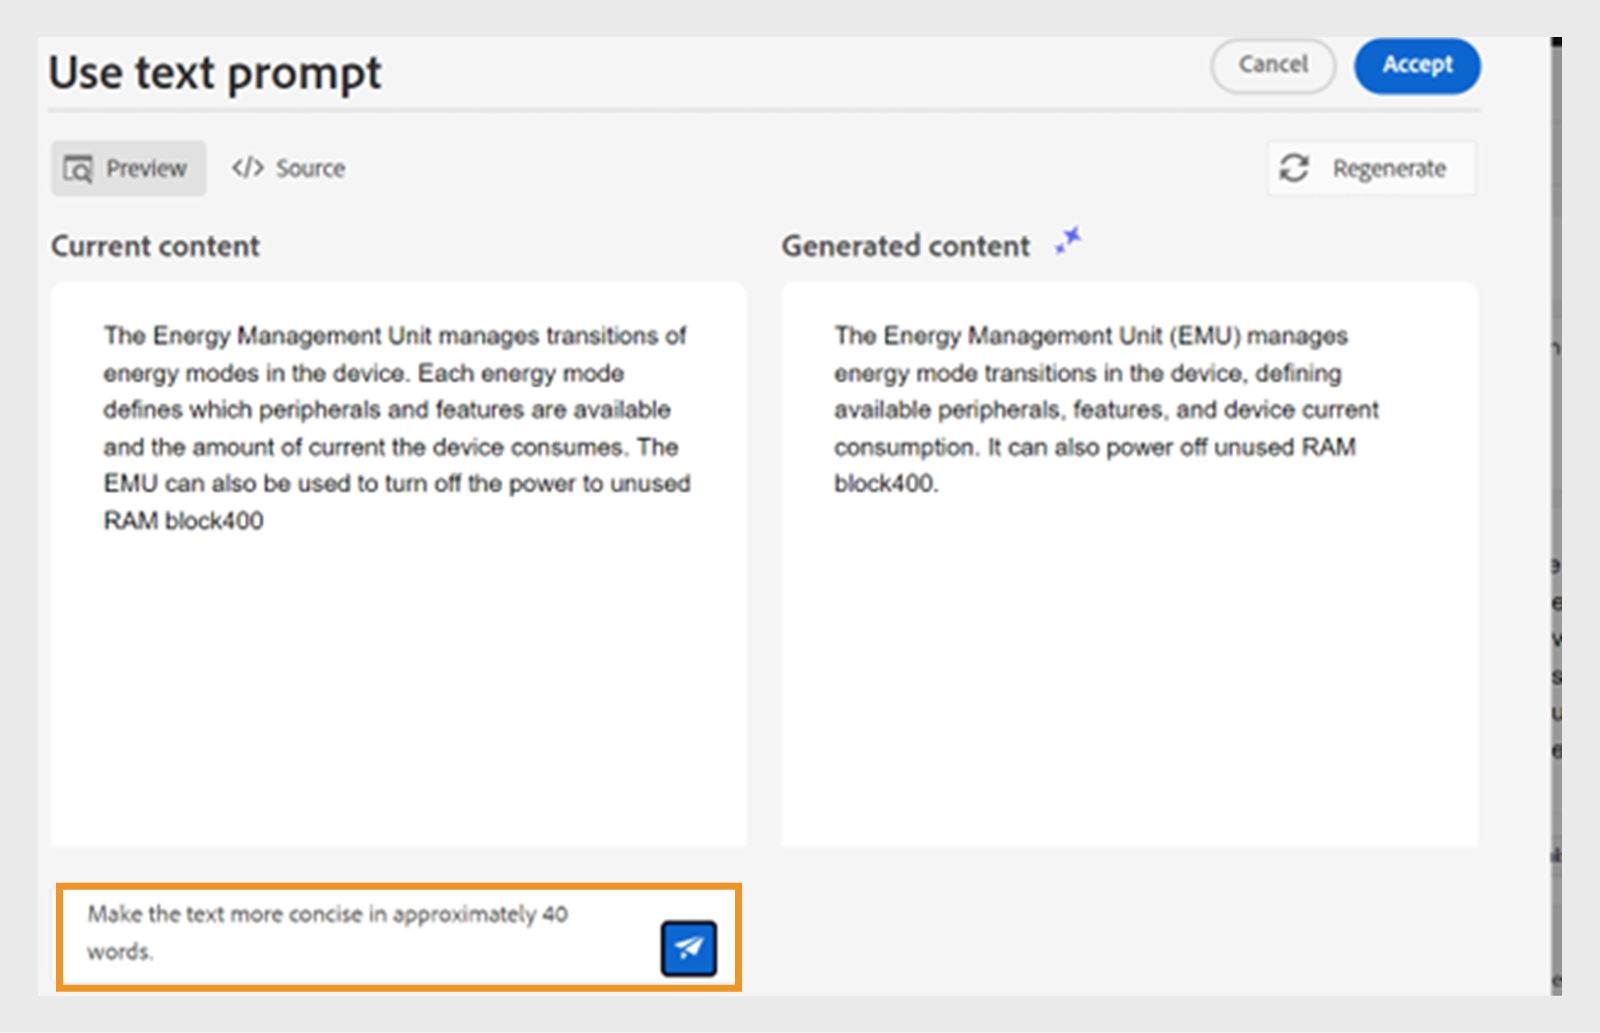 Use text prompt
Cancel
Accept
Preview
</> Source
Regenerate
Current content
Generated content
The Energy Management Unit manages transitions of
energy modes in the device. Each energy mode
defines which peripherals and features are available
and the amount of current the device consumes. The
EMU can also be used to turn off the power to unused
RAM block400
The Energy Management Unit (EMU) manages
energy mode transitions in the device, defining
available peripherals, features, and device current
consumption. It can also power off unused RAM
block400.
Make the text more concise in approximately 40
words.